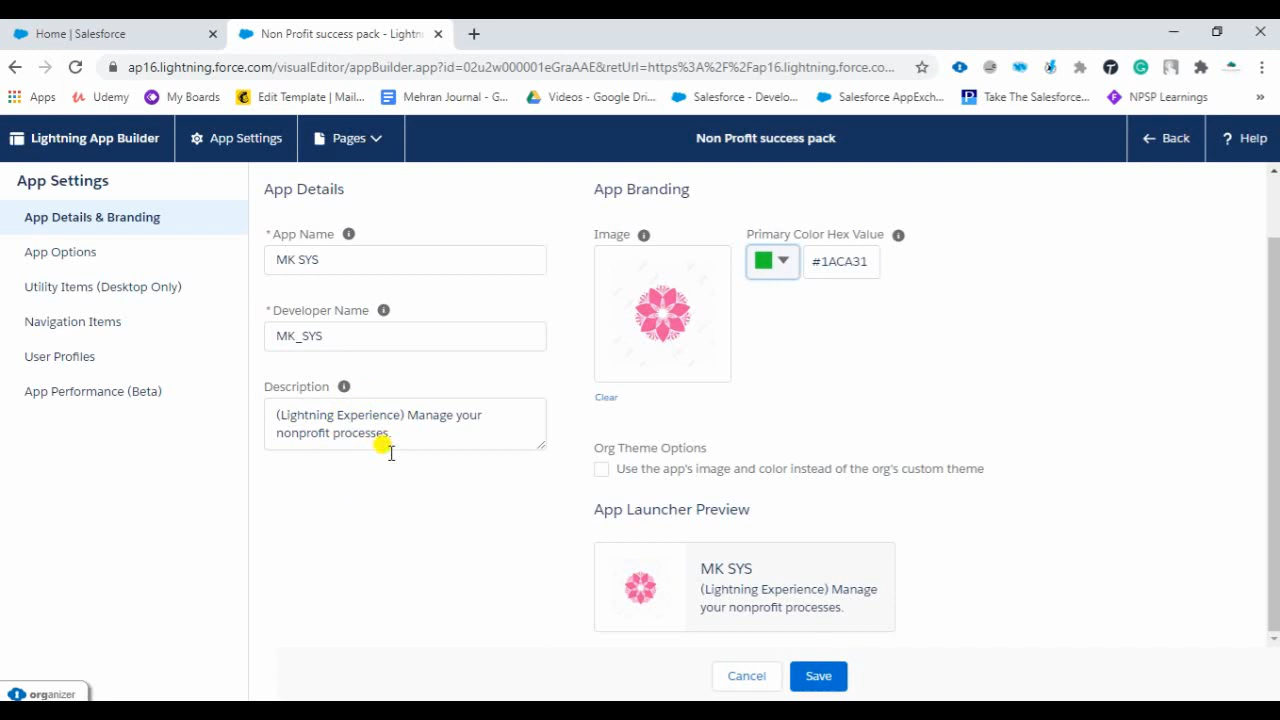 Home | Salesforce
Non Profit success pack - Lightn
ap16.lightning.force.com/visualEditor/appBuilder.app?id=02u2w000001eGraAAE&retUrl=https%3A%2F%2Fap16.lightning.force.co...
Apps
Udemy
My Boards
Edit Template | Mail...
Mehran Journal - G...
Videos - Google Dri...
Salesforce - Develo...
Salesforce AppExch...
Take The Salesforce...
NPSP Learnings
»
Lightning App Builder
App Settings
Pages
Non Profit success pack
Back
? Help
App Settings
App Details & Branding
App Options
Utility Items (Desktop Only)
Navigation Items
User Profiles
App Performance (Beta)
App Details
* App Name
MK SYS
* Developer Name
MK_SYS
Description
(Lightning Experience) Manage your
nonprofit processes.
App Branding
Image
Clear
Primary Color Hex Value
#1ACA31
Org Theme Options
Use the app's image and color instead of the org's custom theme
App Launcher Preview
MK SYS
(Lightning Experience) Manage
your nonprofit processes.
Cancel
Save
organizer